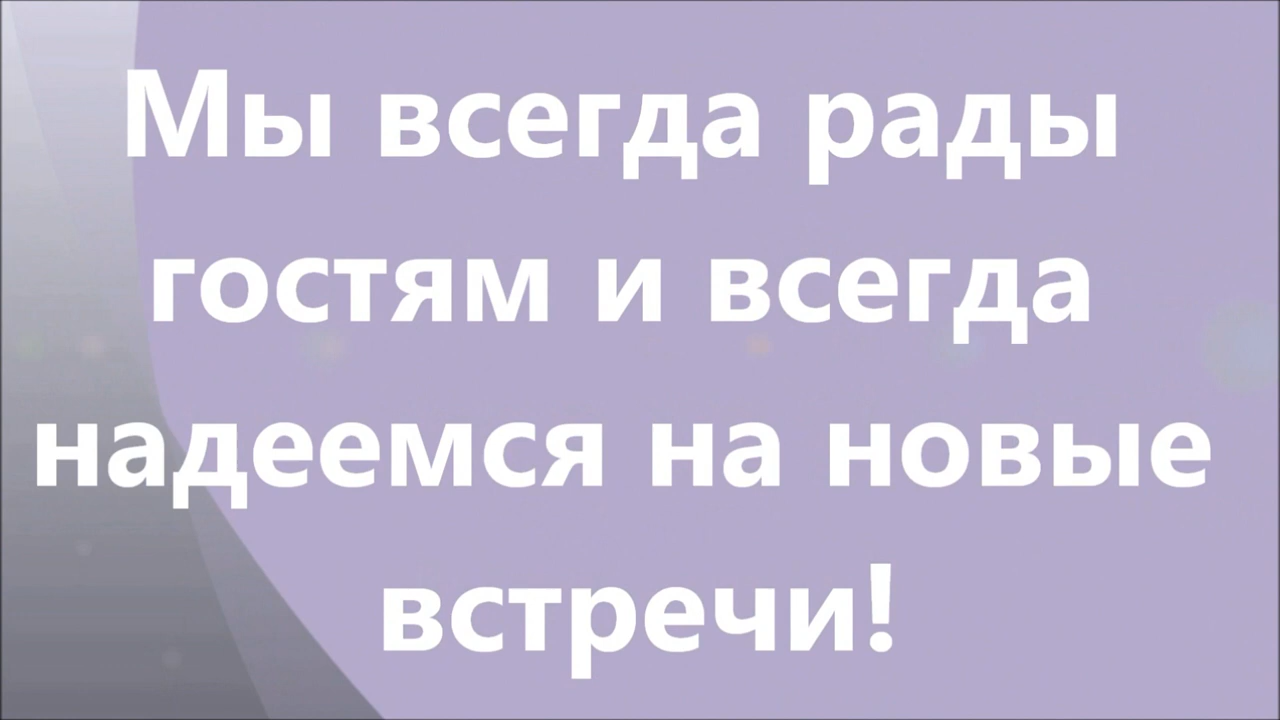 Мы всегда рады
гостям и всегда
надеемся на новые
встречи!